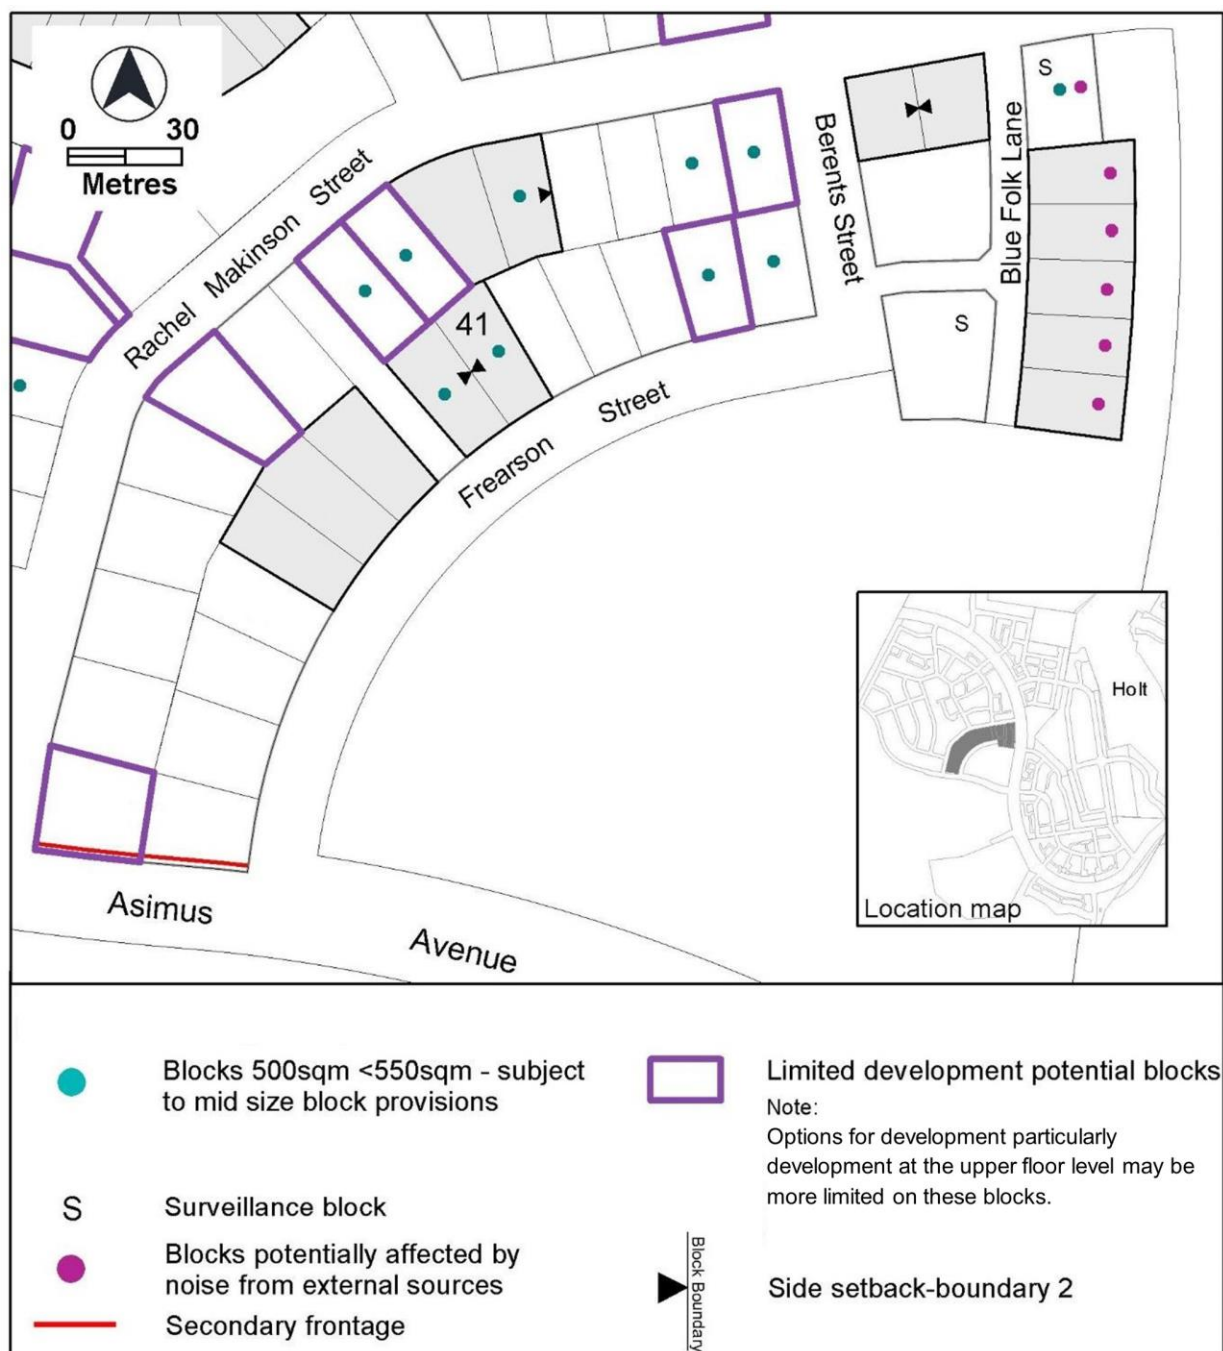 0 30
Metres
Rachel Makinson Street
41
Frearson Street
Berents Street
Blue Folk Lane
S
S
Asimus Avenue
Holt
Location map
Blocks 500sqm <550sqm - subject
to mid size block provisions
S Surveillance block
Blocks potentially affected by
noise from external sources
Secondary frontage
Limited development potential blocks
Note:
Options for development particularly
development at the upper floor level may be
more limited on these blocks.
Block Boundary
Side setback-boundary 2